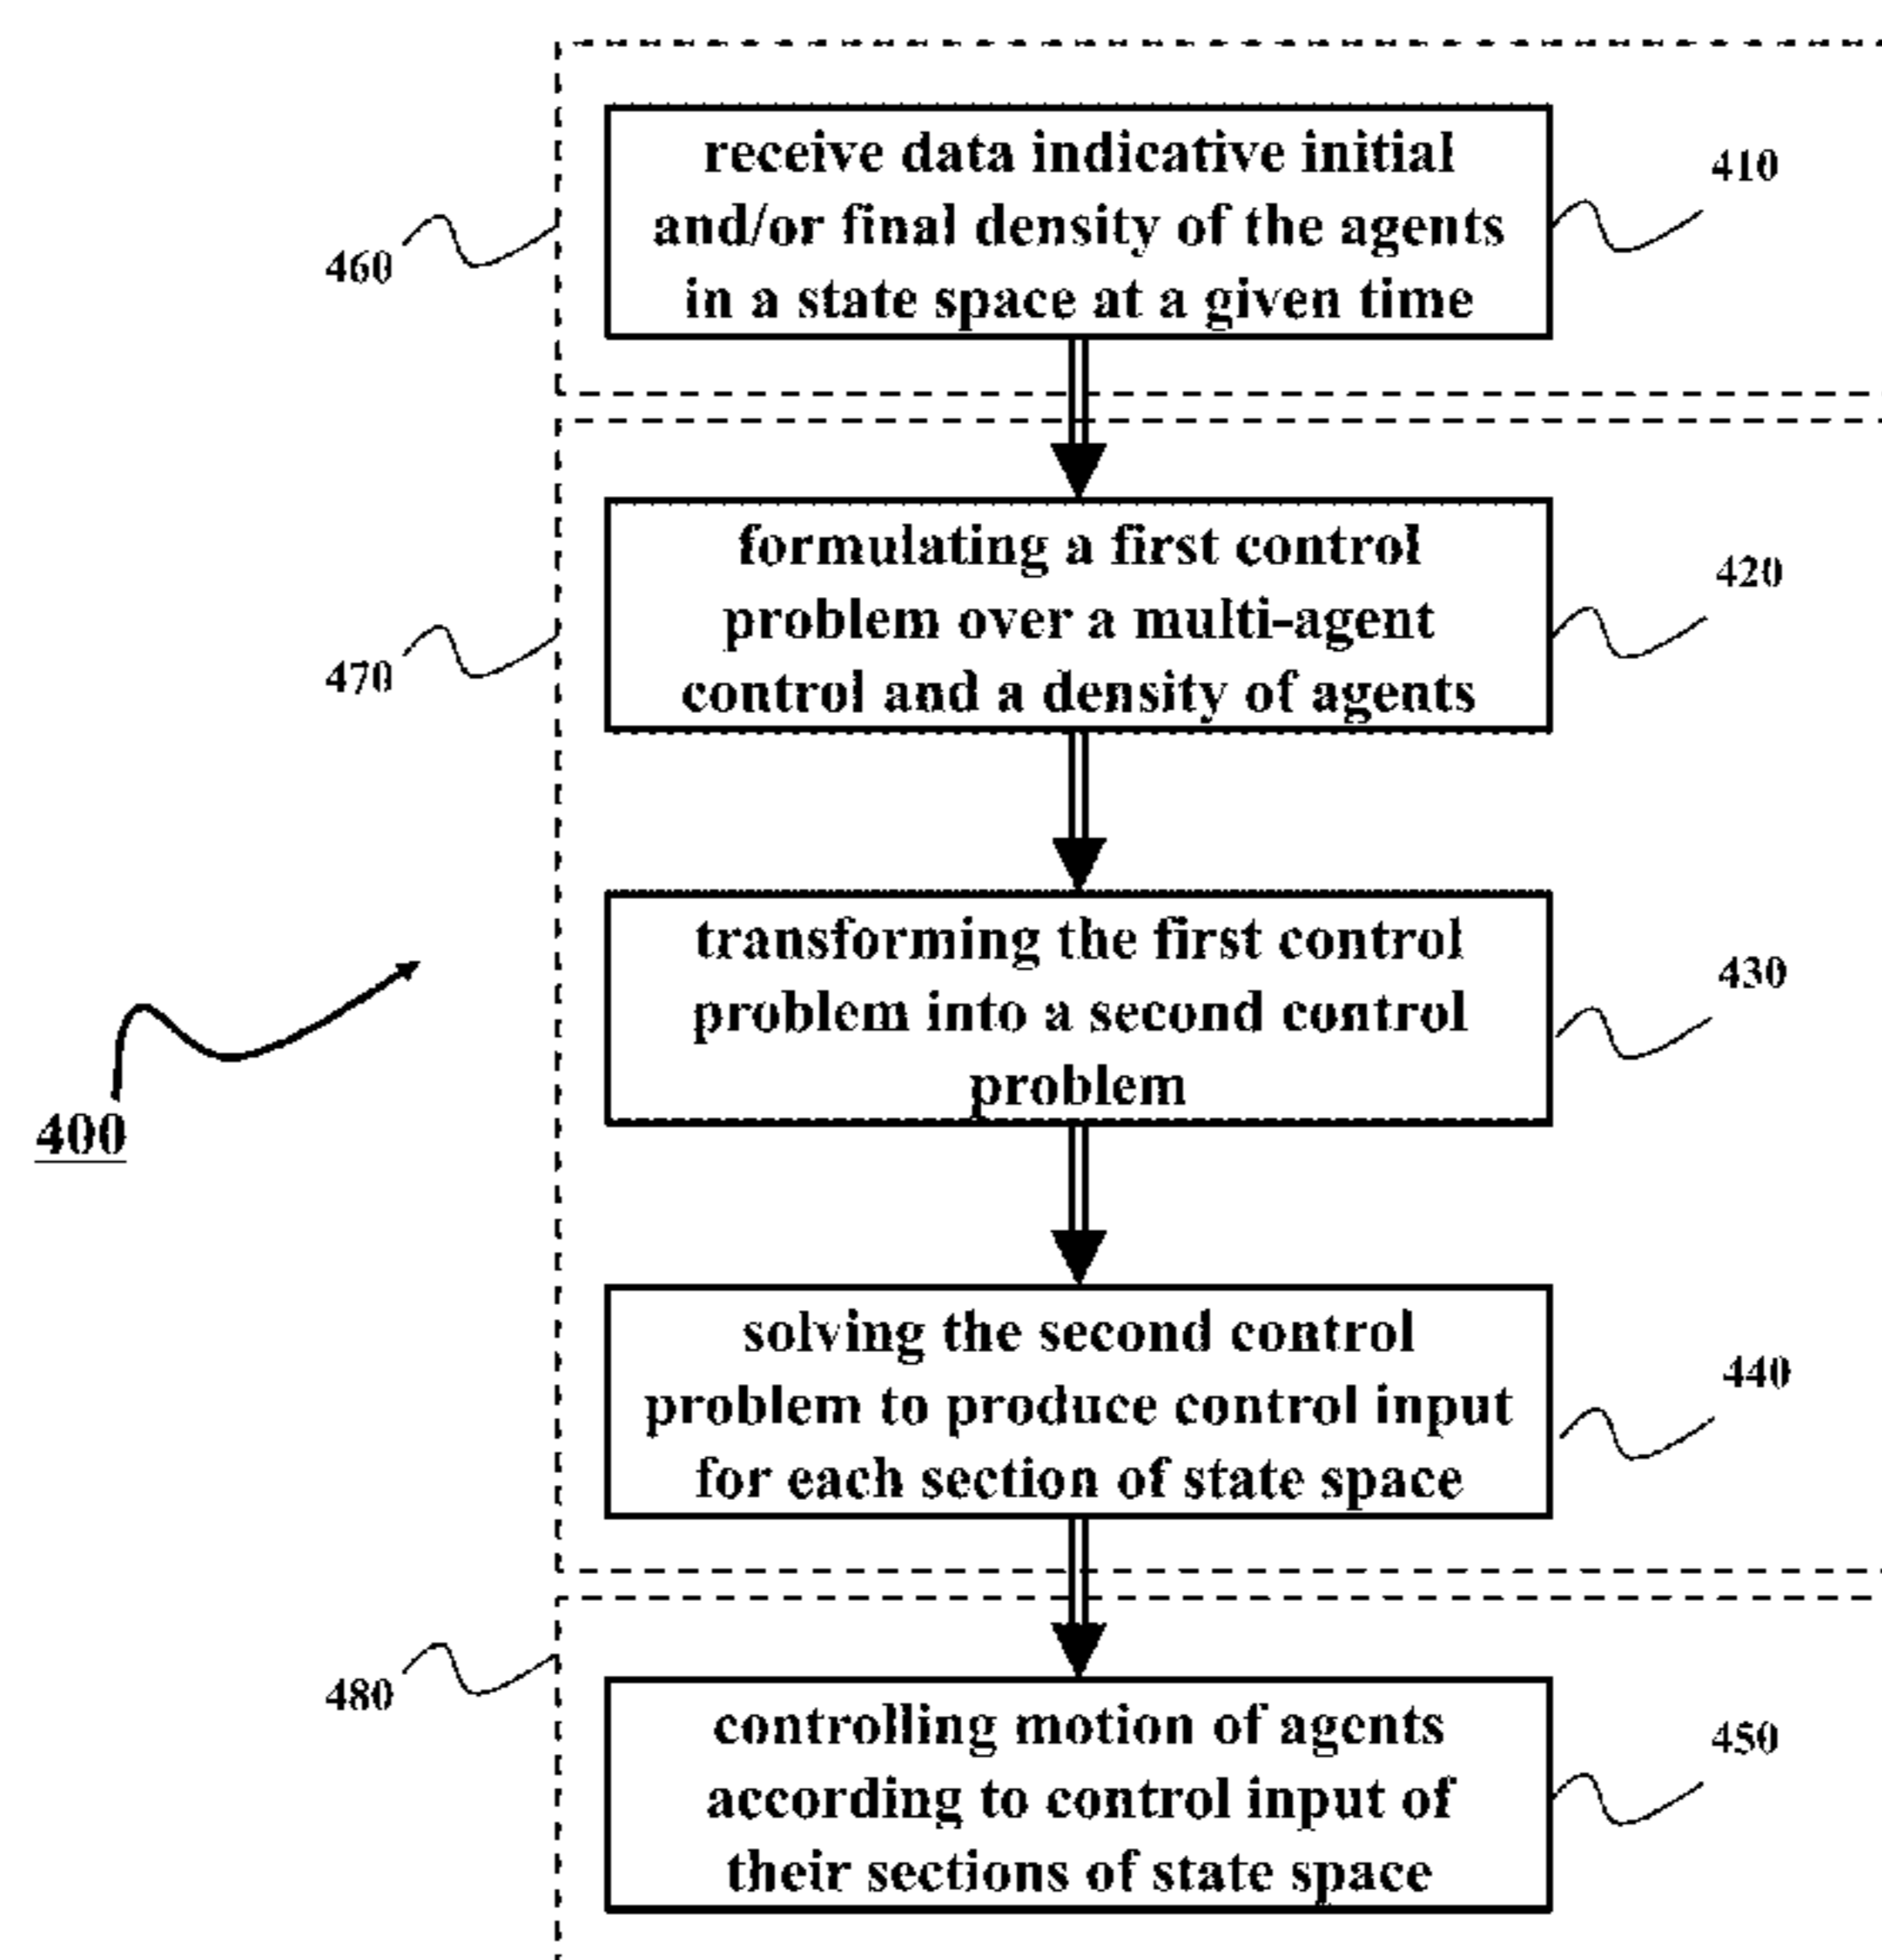 receive data indicative initial
and/or final density of the agents
in a state space at a given time
410
460
formulating a first control
problem over a multi-agent
control and a density of agents
420
470
transforming the first control
problem into a second control
problem
430
400
solving the second control
problem to produce control input
for each section of state space
440
480
controlling motion of agents
according to control input of
their sections of state space
450